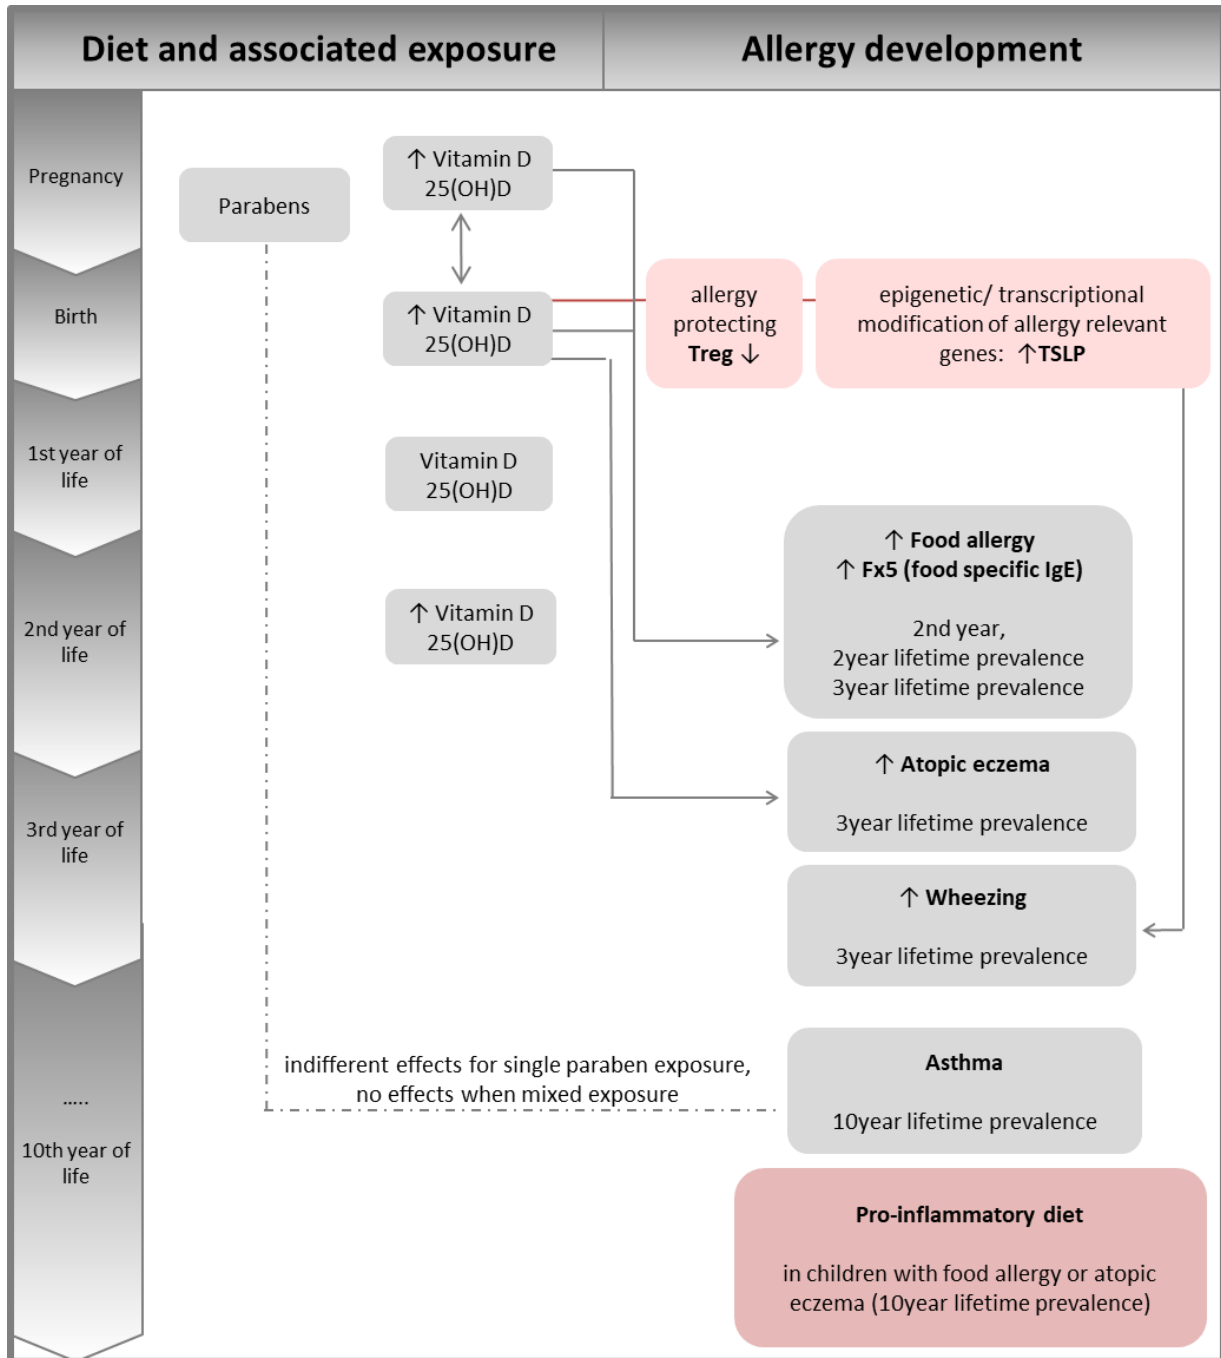 Diet and associated exposure
Allergy development
Pregnancy
Parabens
↑ Vitamin D
25(OH)D
Birth
↑ Vitamin D
25(OH)D
allergy
protecting
Treg ↓
epigenetic/ transcriptional
modification of allergy relevant
genes: ↑TSLP
1st year of
life
Vitamin D
25(OH)D
2nd year of
life
↑ Vitamin D
25(OH)D
↑ Food allergy
↑ Fx5 (food specific IgE)
2nd year,
2year lifetime prevalence
3year lifetime prevalence
3rd year of
life
↑ Atopic eczema
3year lifetime prevalence
↑ Wheezing
3year lifetime prevalence
.....
10th year of
life
indifferent effects for single paraben exposure,
no effects when mixed exposure
Asthma
10year lifetime prevalence
Pro-inflammatory diet
in children with food allergy or atopic
eczema (10year lifetime prevalence)